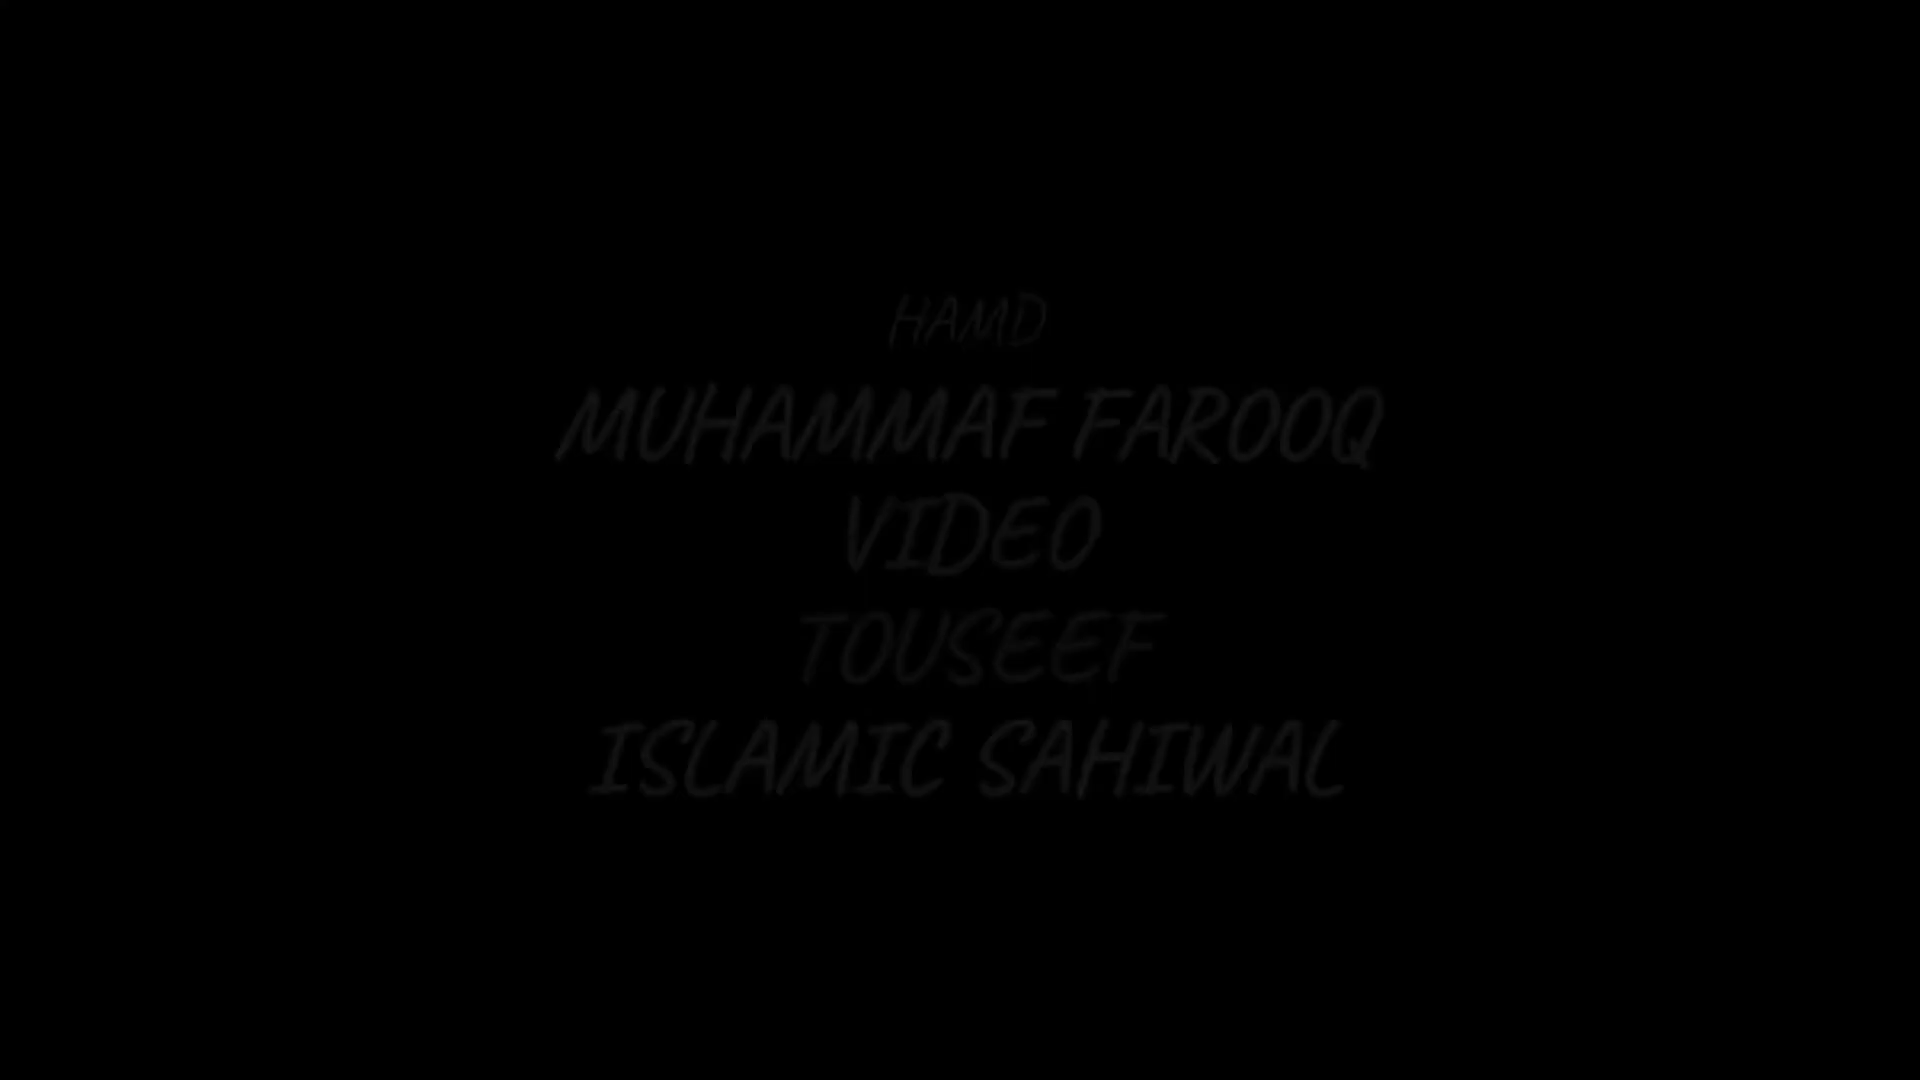 HAMD
MUHAMMAF FAROOQ
VIDEO
TOUSEEF
ISLAMIC SAHIWAL